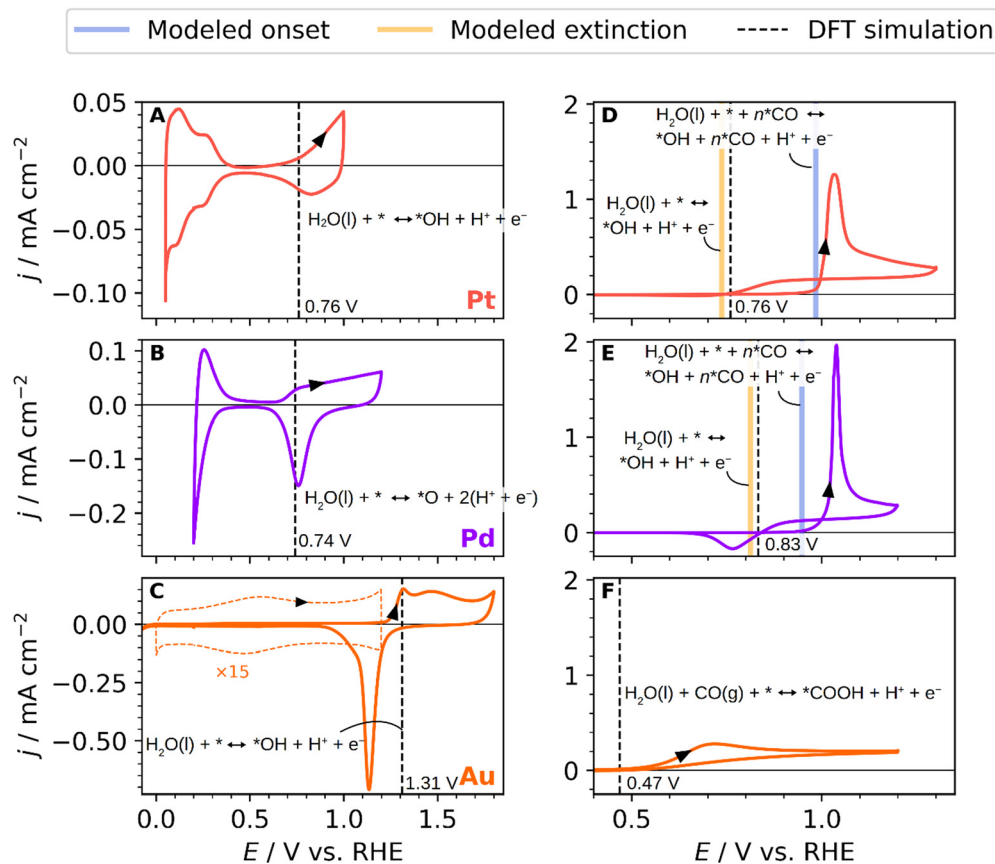 Modeled onset
Modeled extinction
DFT simulation
A
0.05
0.00
−0.05
−0.10
j / mA cm⁻²
H₂O(l) + * ↔*OH + H⁺ + e⁻
0.76 V
Pt
B
0.1
0.0
−0.1
−0.2
j / mA cm⁻²
H₂O(l) + * ↔ *O + 2(H⁺ + e⁻)
0.74 V
Pd
C
0.00
−0.25
−0.50
j / mA cm⁻²
×15
H₂O(l) + * ↔ *OH + H⁺ + e⁻
1.31 V
Au
0.0
0.5
1.0
1.5
E / V vs. RHE
D
2
1
0
H₂O(l) + * + n*CO ↔
*OH + n*CO + H⁺ + e⁻
H₂O(l) + * ↔
*OH + H⁺ + e⁻
0.76 V
E
2
1
0
H₂O(l) + * + n*CO ↔
*OH + n*CO + H⁺ + e⁻
H₂O(l) + * ↔
*OH + H⁺ + e⁻
0.83 V
F
2
1
0
H₂O(l) + CO(g) + * ↔ *COOH + H⁺ + e⁻
0.47 V
0.5
1.0
E / V vs. RHE